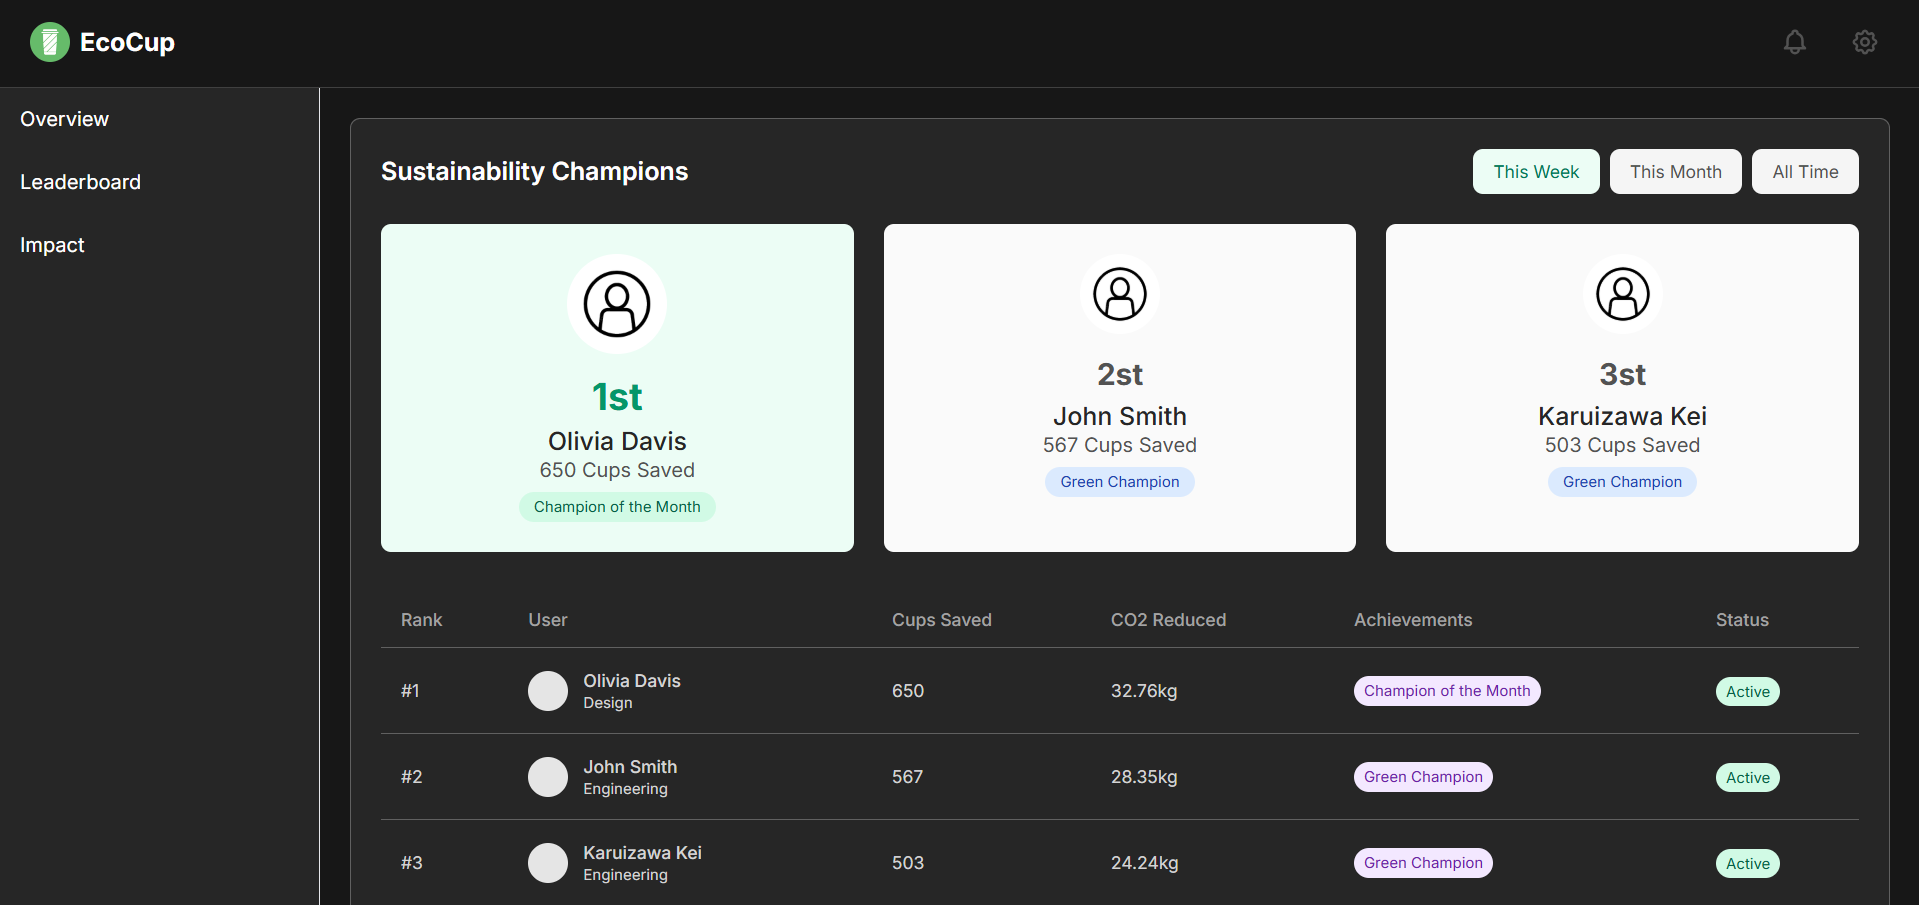 EcoCup
Overview
Leaderboard
Impact
Sustainability Champions
This Week
This Month
All Time
1st
Olivia Davis
650 Cups Saved
Champion of the Month
2st
John Smith
567 Cups Saved
Green Champion
3st
Karuizawa Kei
503 Cups Saved
Green Champion
Rank User Cups Saved CO2 Reduced Achievements Status
#1 Olivia Davis Design 650 32.76kg Champion of the Month Active
#2 John Smith Engineering 567 28.35kg Green Champion Active
#3 Karuizawa Kei Engineering 503 24.24kg Green Champion Active